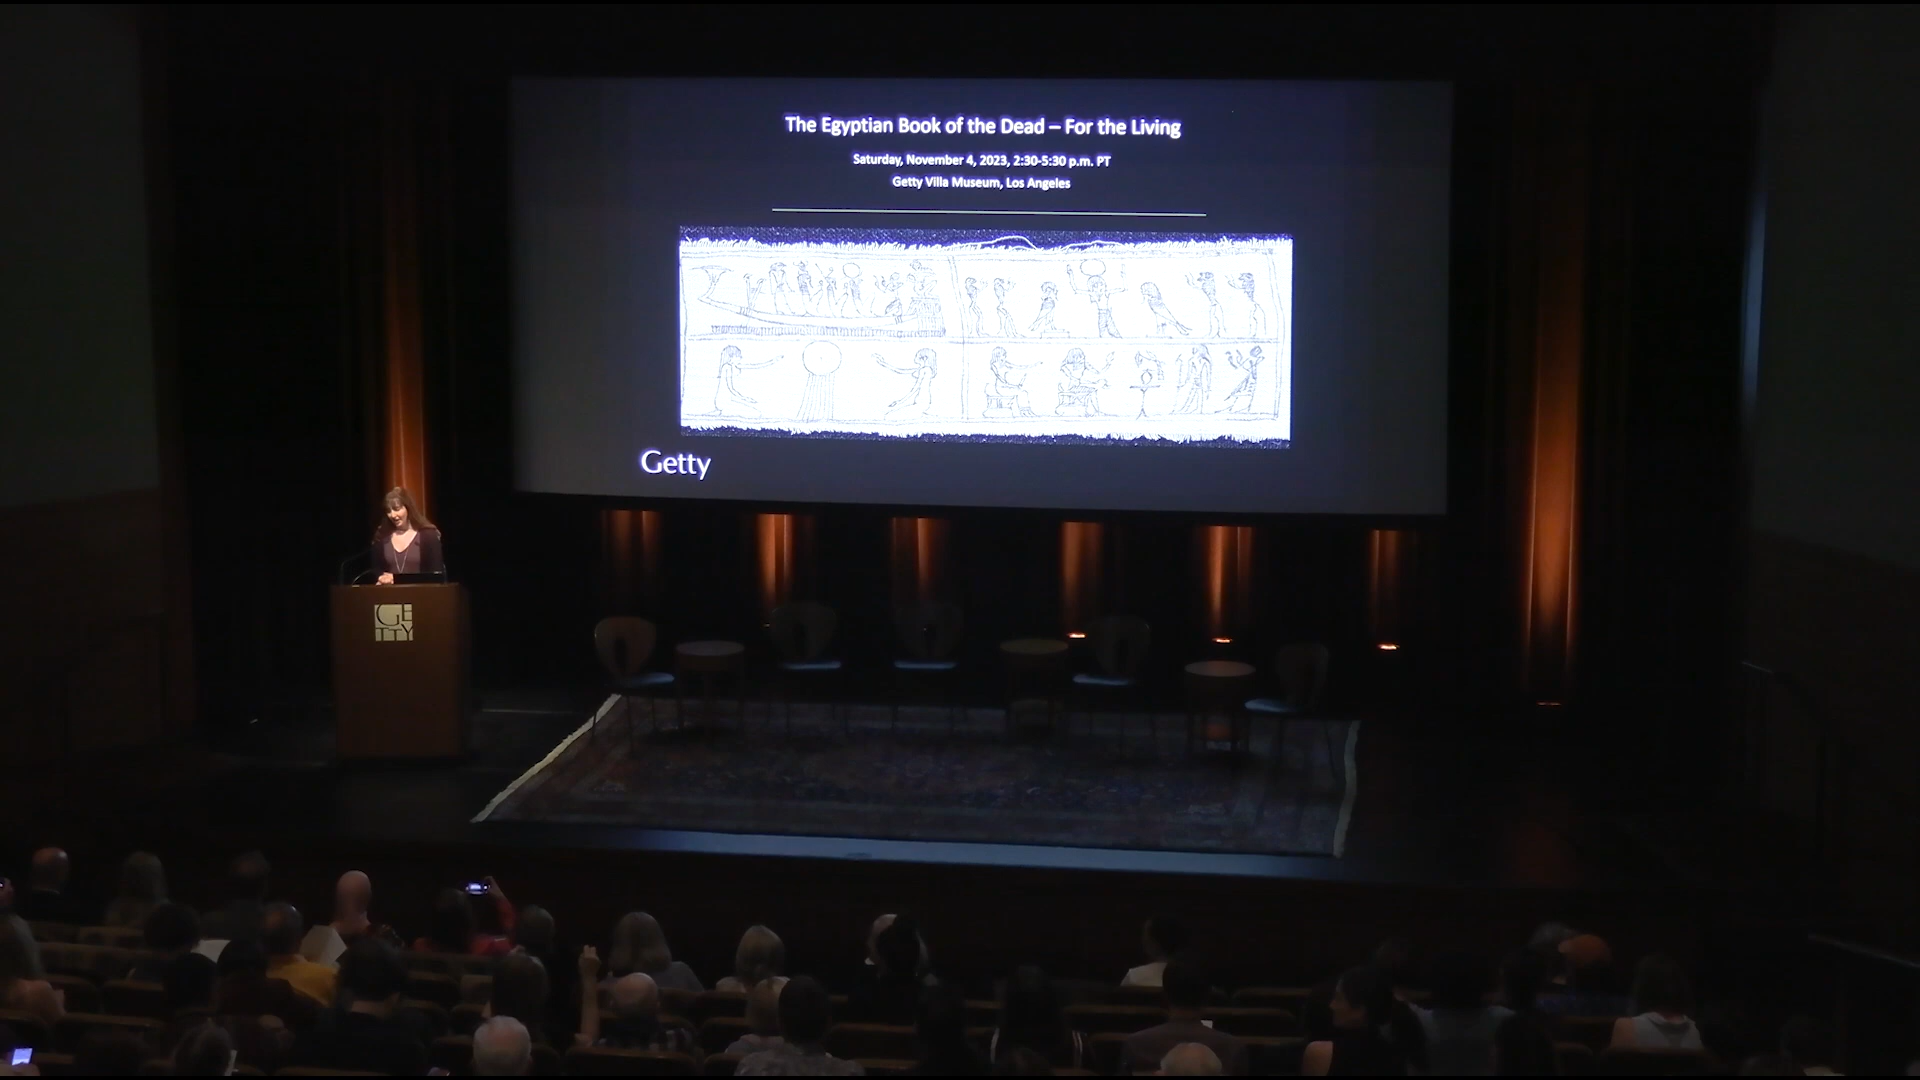 The Egyptian Book of the Dead – For the Living
Saturday, November 4, 2023, 2:30-5:30 p.m. PT
Getty Villa Museum, Los Angeles
Getty
GETTY